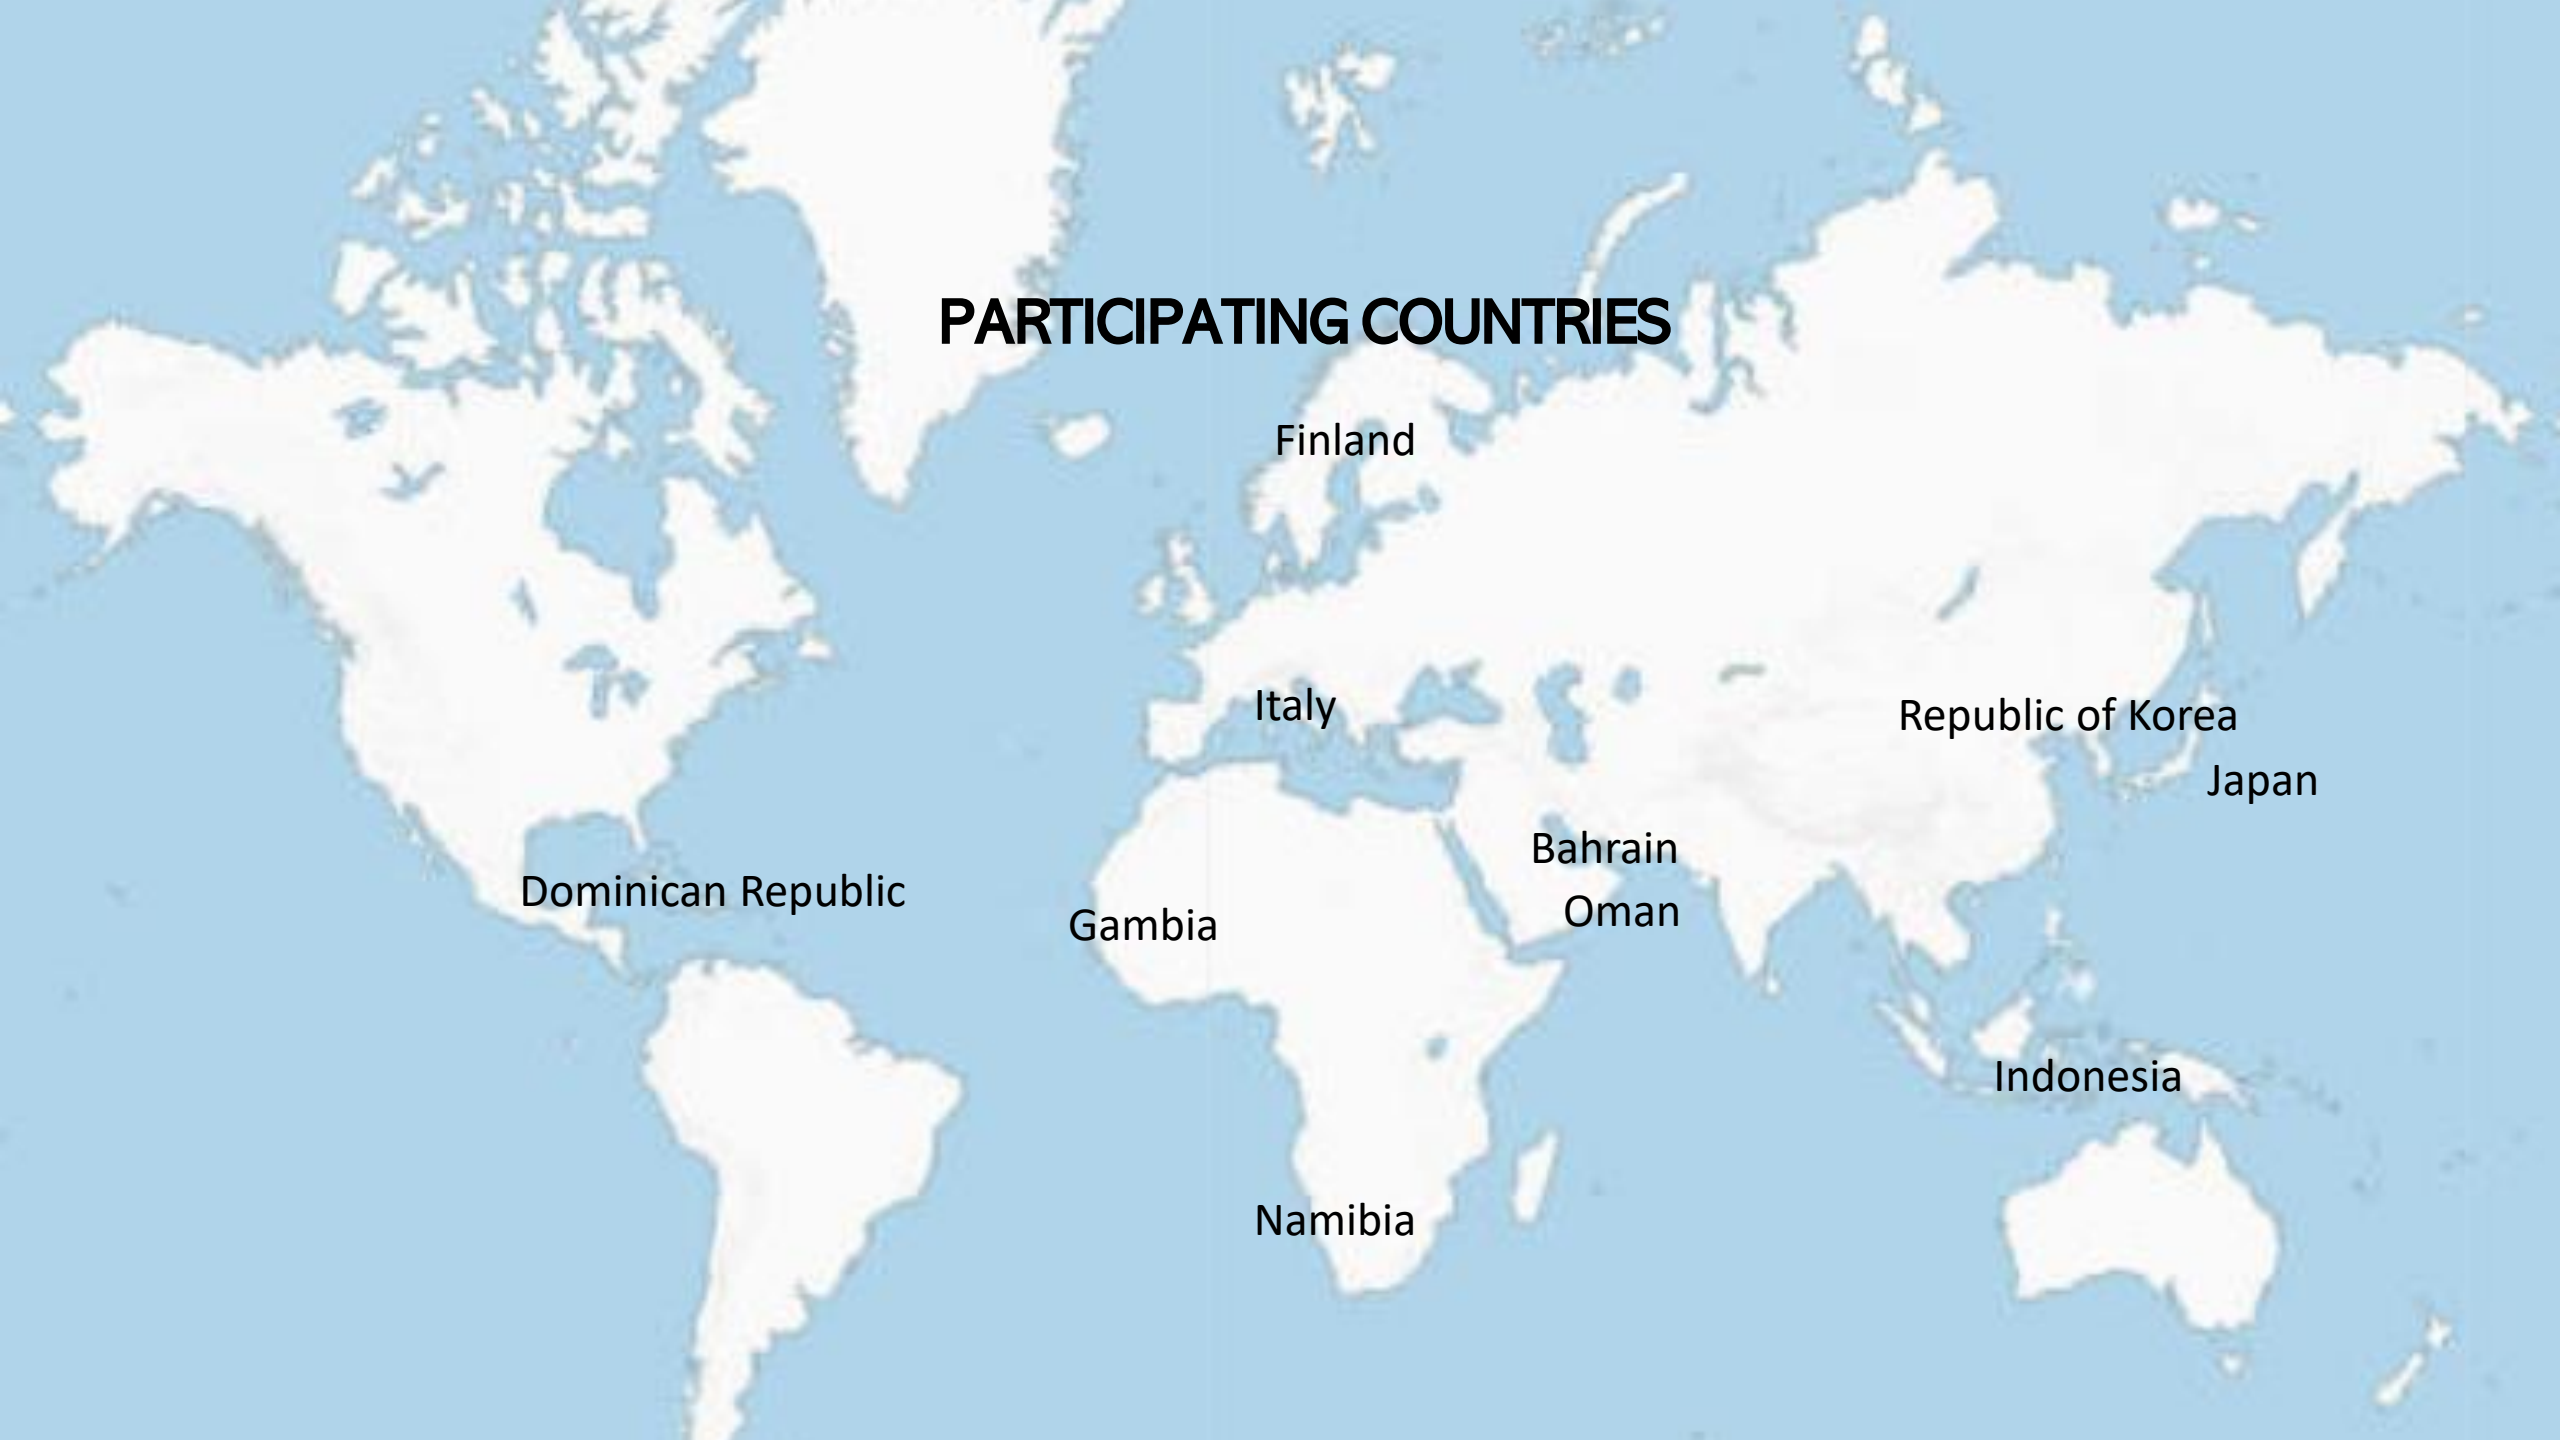 PARTICIPATING COUNTRIES
Finland
Italy
Republic of Korea
Japan
Bahrain
Dominican Republic
Oman
Gambia
Indonesia
Namibia